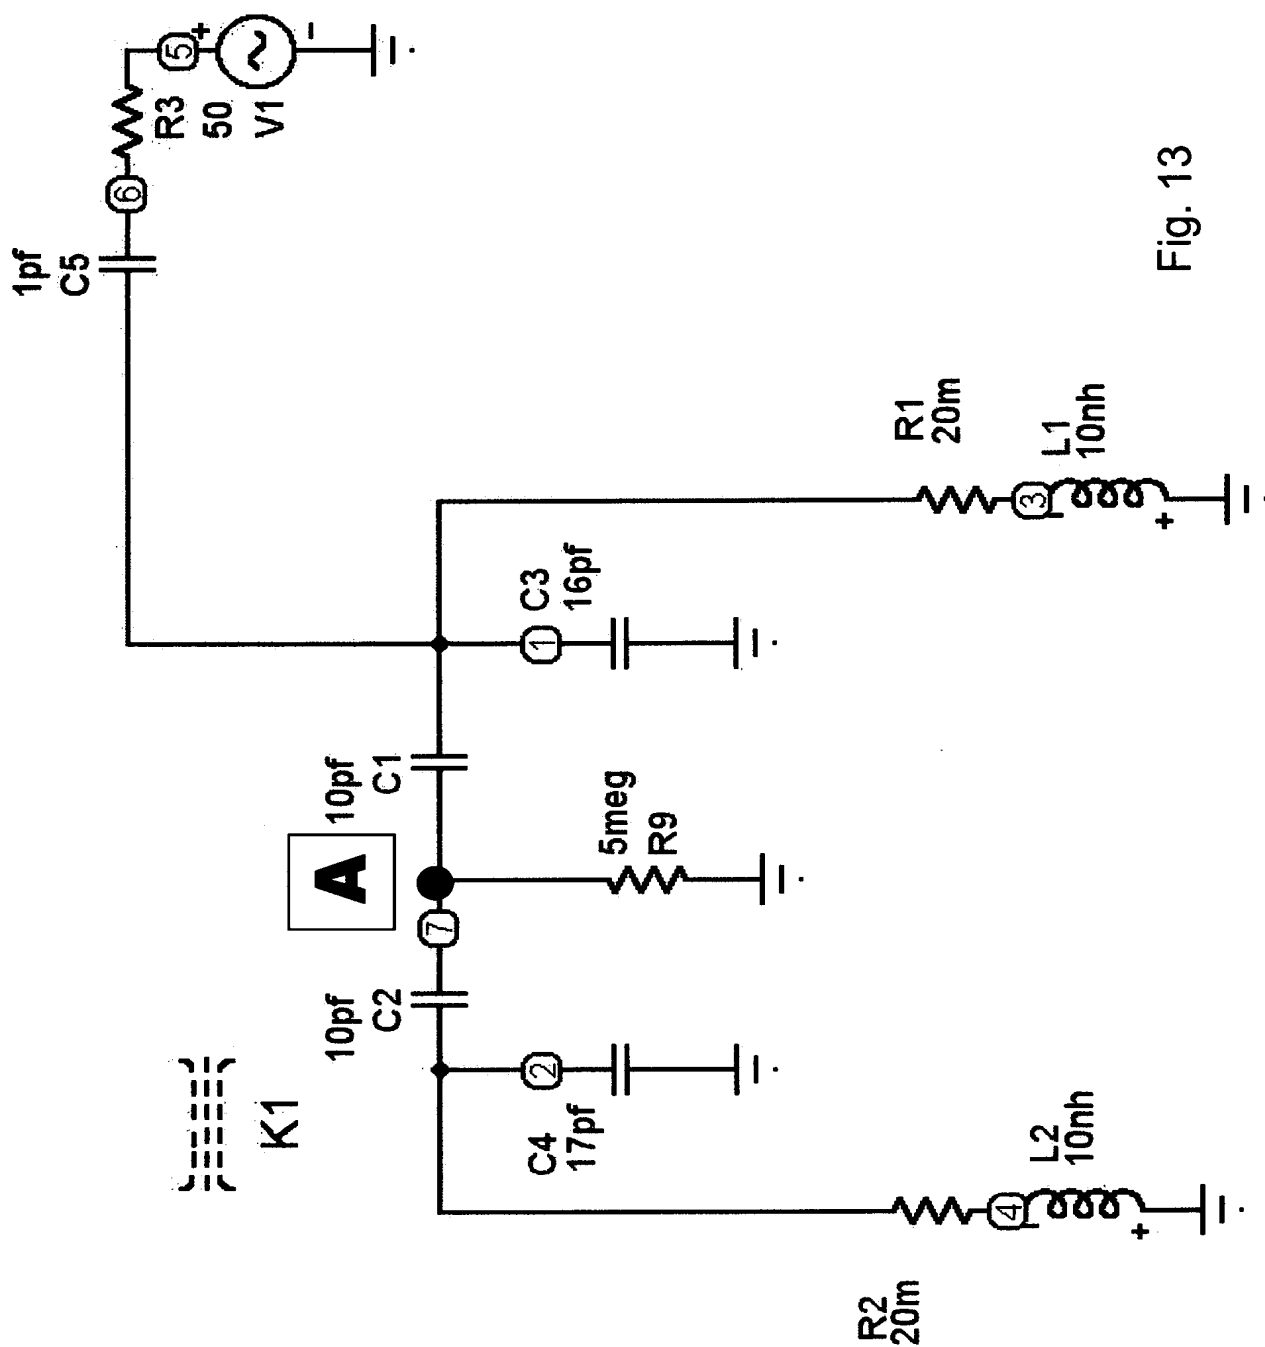 1pf
C5
6
R3
50
V1
5
+
-
A
10pf
C1
10pf
C2
7
K1
1
C3
16pf
5meg
R9
2
C4
17pf
R1
20m
3
L1
10nh
-
+
R2
20m
4
L2
10nh
-
+
Fig. 13